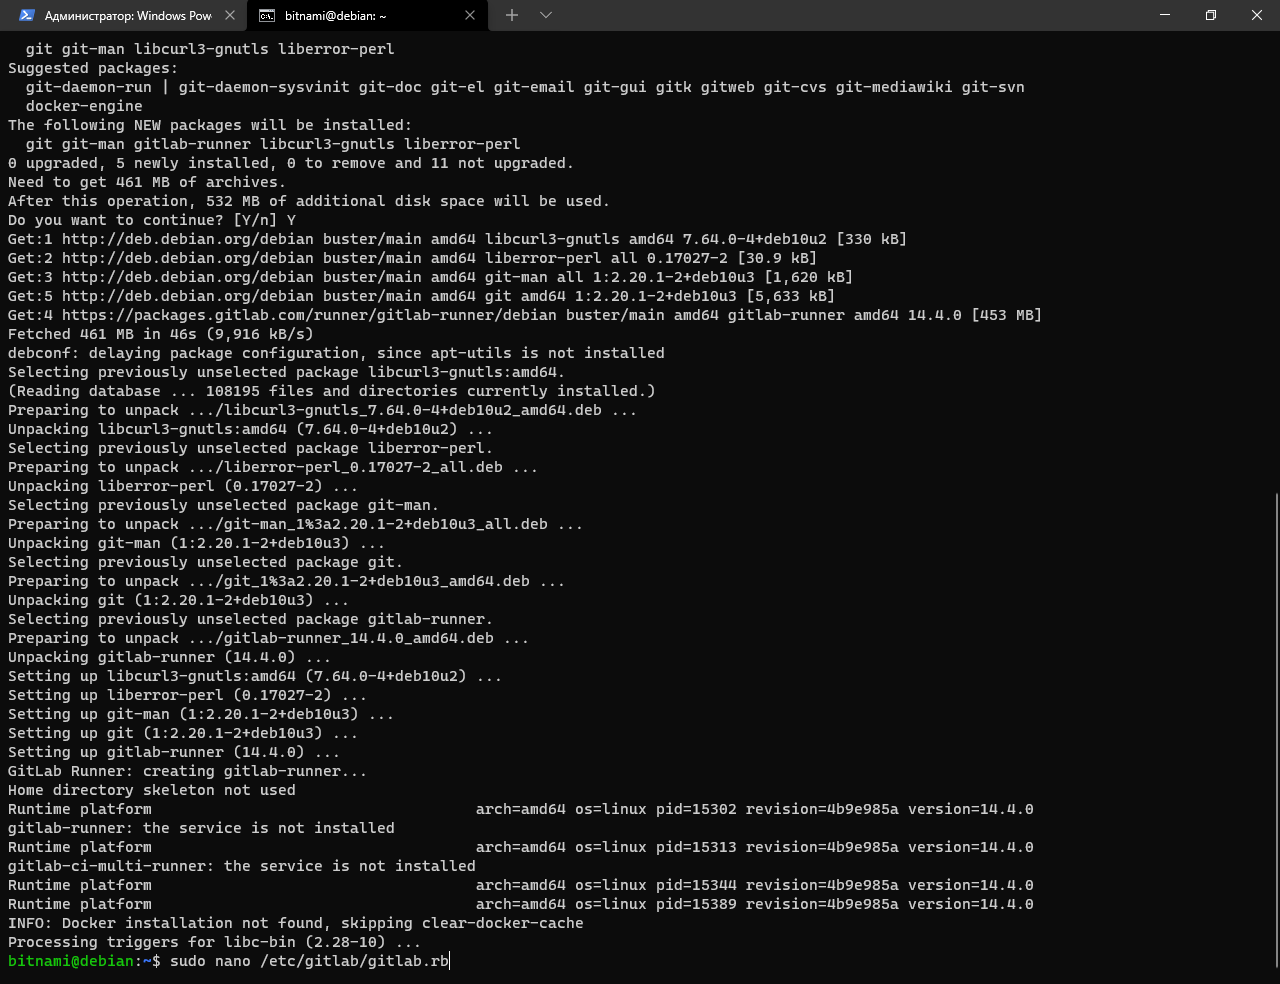 Администратор: Windows Pow
bitnami@debian: ~
  git git-man libcurl3-gnutls liberror-perl
Suggested packages:
  git-daemon-run | git-daemon-sysvinit git-doc git-el git-email git-gui gitk gitweb git-cvs git-mediawiki git-svn
  docker-engine
The following NEW packages will be installed:
  git git-man gitlab-runner libcurl3-gnutls liberror-perl
0 upgraded, 5 newly installed, 0 to remove and 11 not upgraded.
Need to get 461 MB of archives.
After this operation, 532 MB of additional disk space will be used.
Do you want to continue? [Y/n] Y
Get:1 http://deb.debian.org/debian buster/main amd64 libcurl3-gnutls amd64 7.64.0-4+deb10u2 [330 kB]
Get:2 http://deb.debian.org/debian buster/main amd64 liberror-perl all 0.17027-2 [30.9 kB]
Get:3 http://deb.debian.org/debian buster/main amd64 git-man all 1:2.20.1-2+deb10u3 [1,620 kB]
Get:5 http://deb.debian.org/debian buster/main amd64 git amd64 1:2.20.1-2+deb10u3 [5,633 kB]
Get:4 https://packages.gitlab.com/runner/gitlab-runner/debian buster/main amd64 gitlab-runner amd64 14.4.0 [453 MB]
Fetched 461 MB in 46s (9,916 kB/s)
debconf: delaying package configuration, since apt-utils is not installed
Selecting previously unselected package libcurl3-gnutls:amd64.
(Reading database ... 108195 files and directories currently installed.)
Preparing to unpack .../libcurl3-gnutls_7.64.0-4+deb10u2_amd64.deb ...
Unpacking libcurl3-gnutls:amd64 (7.64.0-4+deb10u2) ...
Selecting previously unselected package liberror-perl.
Preparing to unpack .../liberror-perl_0.17027-2_all.deb ...
Unpacking liberror-perl (0.17027-2) ...
Selecting previously unselected package git-man.
Preparing to unpack .../git-man_1%3a2.20.1-2+deb10u3_all.deb ...
Unpacking git-man (1:2.20.1-2+deb10u3) ...
Selecting previously unselected package git.
Preparing to unpack .../git_1%3a2.20.1-2+deb10u3_amd64.deb ...
Unpacking git (1:2.20.1-2+deb10u3) ...
Selecting previously unselected package gitlab-runner.
Preparing to unpack .../gitlab-runner_14.4.0_amd64.deb ...
Unpacking gitlab-runner (14.4.0) ...
Setting up libcurl3-gnutls:amd64 (7.64.0-4+deb10u2) ...
Setting up liberror-perl (0.17027-2) ...
Setting up git-man (1:2.20.1-2+deb10u3) ...
Setting up git (1:2.20.1-2+deb10u3) ...
Setting up gitlab-runner (14.4.0) ...
GitLab Runner: creating gitlab-runner...
Home directory skeleton not used
Runtime platform                                    arch=amd64 os=linux pid=15302 revision=4b9e985a version=14.4.0
gitlab-runner: the service is not installed
Runtime platform                                    arch=amd64 os=linux pid=15313 revision=4b9e985a version=14.4.0
gitlab-ci-multi-runner: the service is not installed
Runtime platform                                    arch=amd64 os=linux pid=15344 revision=4b9e985a version=14.4.0
Runtime platform                                    arch=amd64 os=linux pid=15389 revision=4b9e985a version=14.4.0
INFO: Docker installation not found, skipping clear-docker-cache
Processing triggers for libc-bin (2.28-10) ...
bitnami@debian:~$ sudo nano /etc/gitlab/gitlab.rb